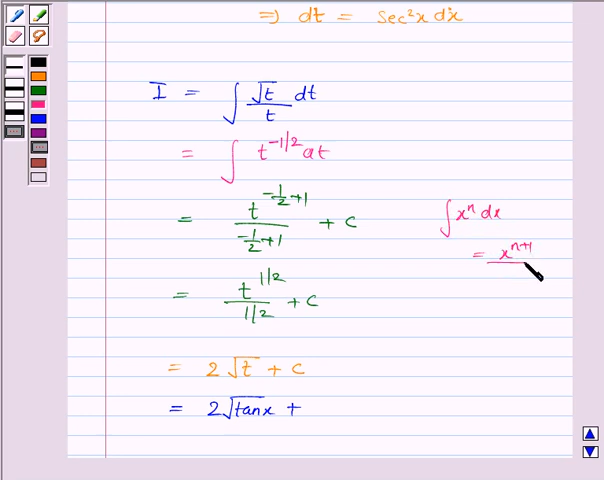 ⇒ dt = sec²x dx
I = ∫ √t/t dt
= ∫ t^-1/2 dt
= t^(-1/2+1)/(-1/2+1) + c
∫ xⁿ dx
= x^(n+1)/
= t^1/2/1/2 + c
= 2√t + c
= 2√tanx +